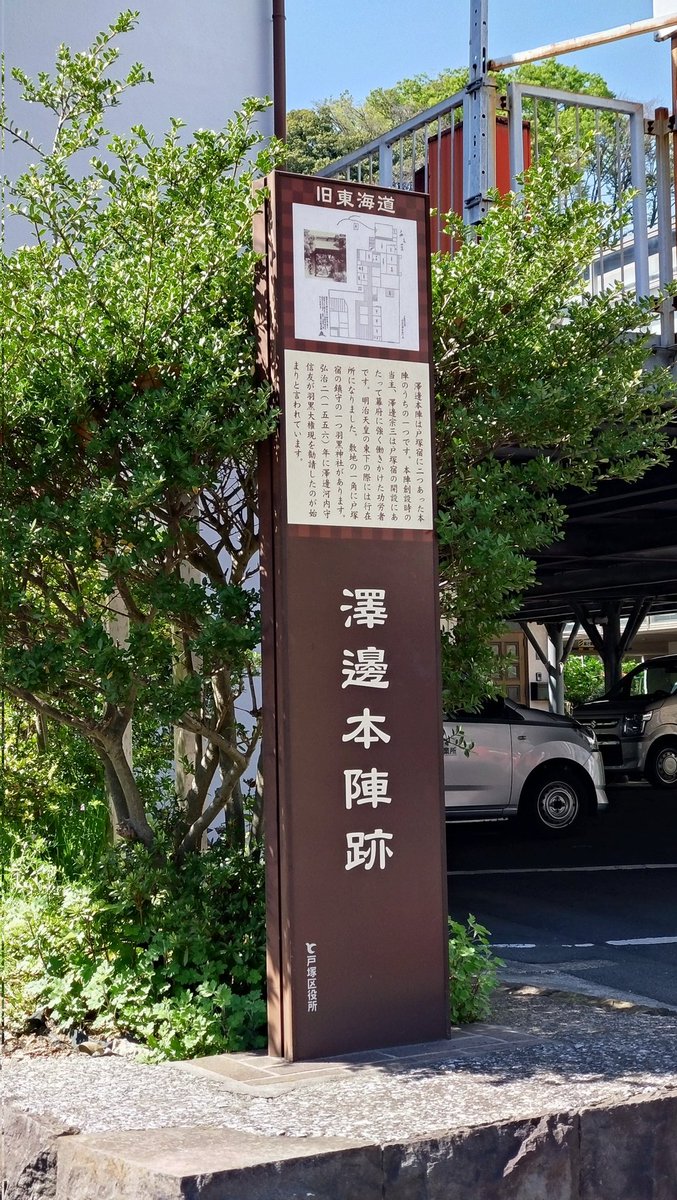 旧東海道
澤邊本陣は戸塚宿に二つあった本
陣のうちの一つです。本陣創設時の
当主、澤邊宗三は戸塚宿の開設にあ
たって幕府に強く働きかけた功労者
です。明治天皇の東下の際には行在
所になりました。敷地の一角に戸塚
宿の鎮守の一つ羽黒神社があります。
弘治二(一五五六)年に澤邊河内守
信友が羽黒大権現を勧請したのが始
まりと言われています。
澤邊本陣跡
戸塚区役所